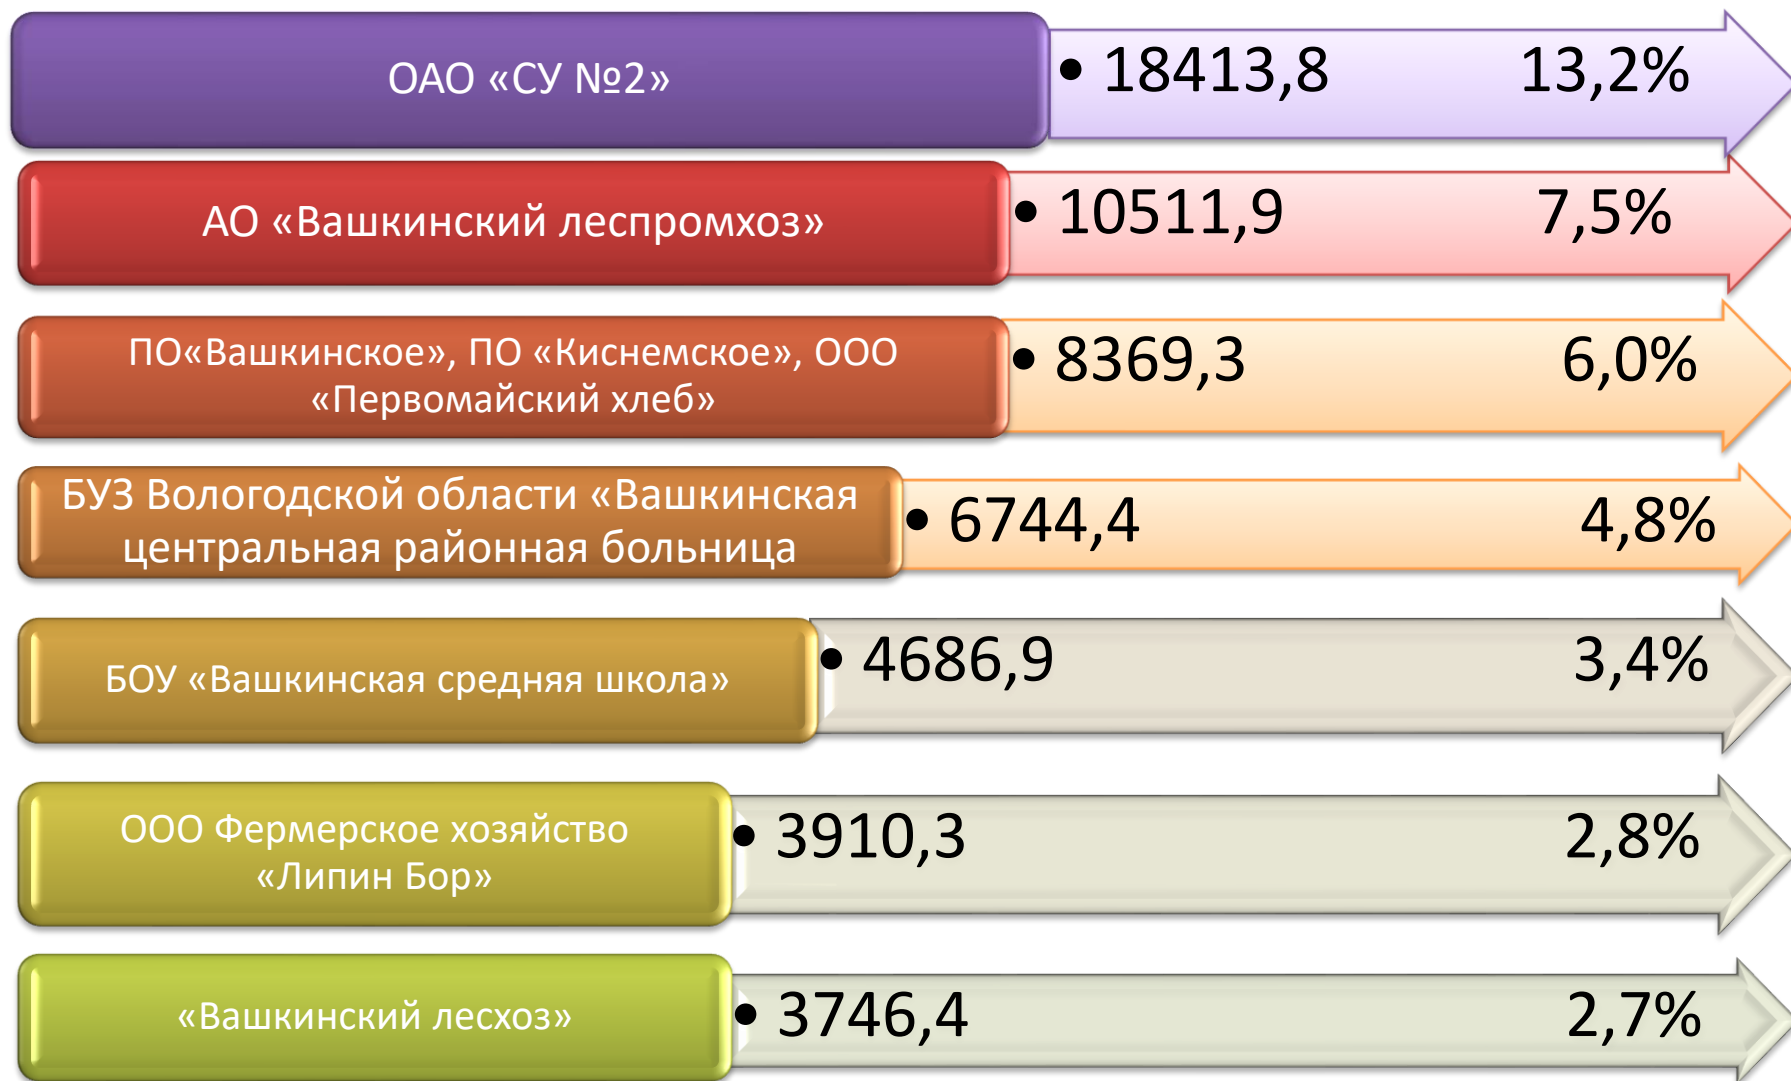 ОАО «СУ №2»
• 18413,8 13,2%
АО «Вашкинский леспромхоз»
• 10511,9 7,5%
ПО«Вашкинское», ПО «Киснемское», ООО
«Первомайский хлеб»
• 8369,3 6,0%
БУЗ Вологодской области «Вашкинская
центральная районная больница
• 6744,4 4,8%
БОУ «Вашкинская средняя школа»
• 4686,9 3,4%
ООО Фермерское хозяйство
«Липин Бор»
• 3910,3 2,8%
«Вашкинский лесхоз»
• 3746,4 2,7%